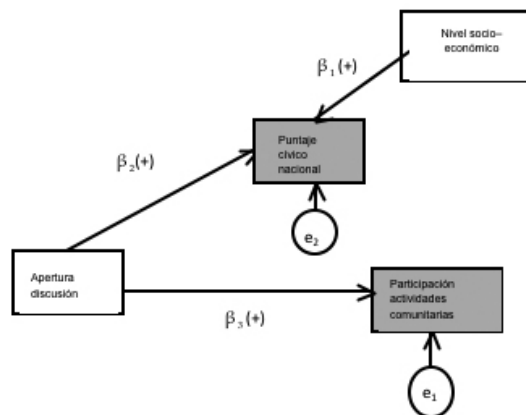 Nivel socio–
económico
β₁(+)
Puntaje
cívico
nacional
β₂(+)
e₂
Apertura
discusión
Participación
actividades
comunitarias
β₃(+)
e₁